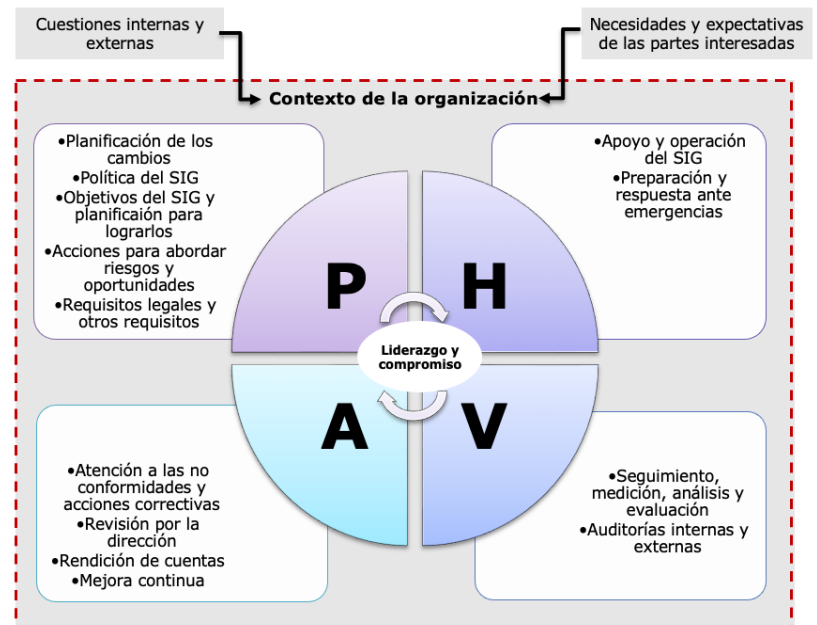 Cuestiones internas y
externas
Necesidades y expectativas
de las partes interesadas
Contexto de la organización
•Planificación de los
cambios
•Política del SIG
•Objetivos del SIG y
planificaión para
lograrlos
•Acciones para abordar
riesgos y
oportunidades
•Requisitos legales y
otros requisitos
•Apoyo y operación
del SIG
•Preparación y
respuesta ante
emergencias
P
H
Liderazgo y
compromiso
A
V
•Atención a las no
conformidades y
acciones correctivas
•Revisión por la
dirección
•Rendición de cuentas
•Mejora continua
•Seguimiento,
medición, análisis y
evaluación
•Auditorías internas y
externas